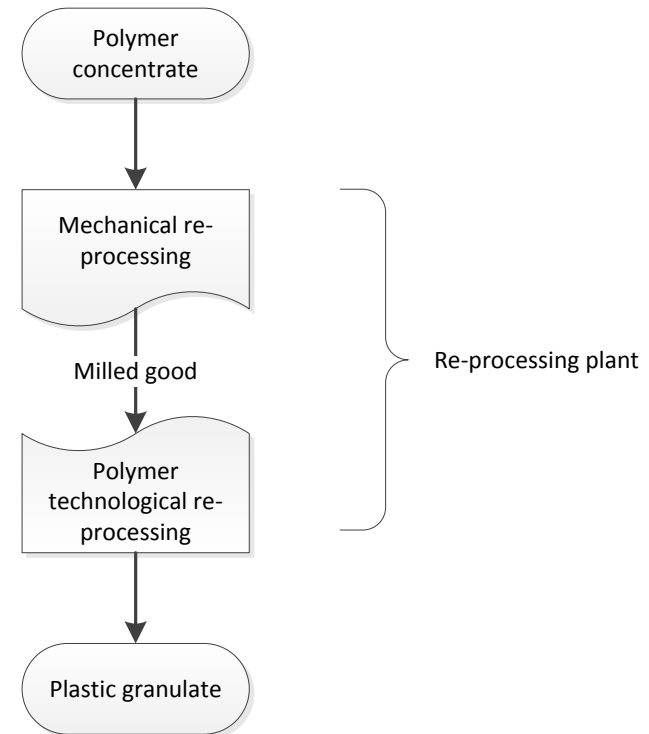 Polymer
concentrate
Mechanical re-
processing
Milled good
Re-processing plant
Polymer
technological re-
processing
Plastic granulate